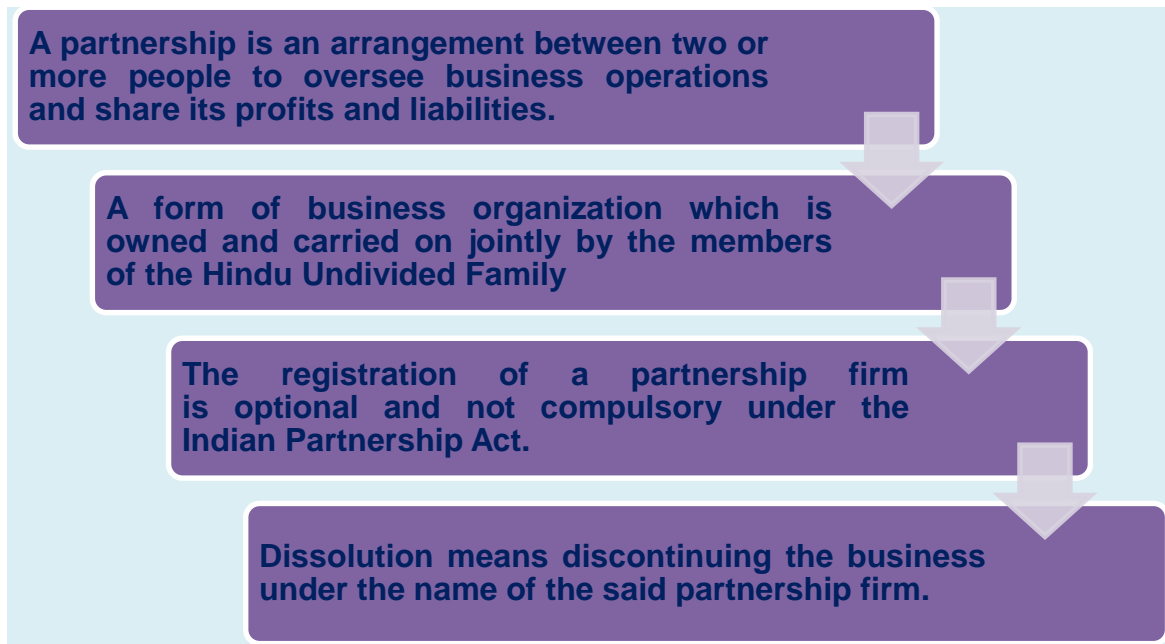 A partnership is an arrangement between two or
more people to oversee business operations
and share its profits and liabilities.
A form of business organization which is
owned and carried on jointly by the members
of the Hindu Undivided Family
The registration of a partnership firm
is optional and not compulsory under the
Indian Partnership Act.
Dissolution means discontinuing the business
under the name of the said partnership firm.